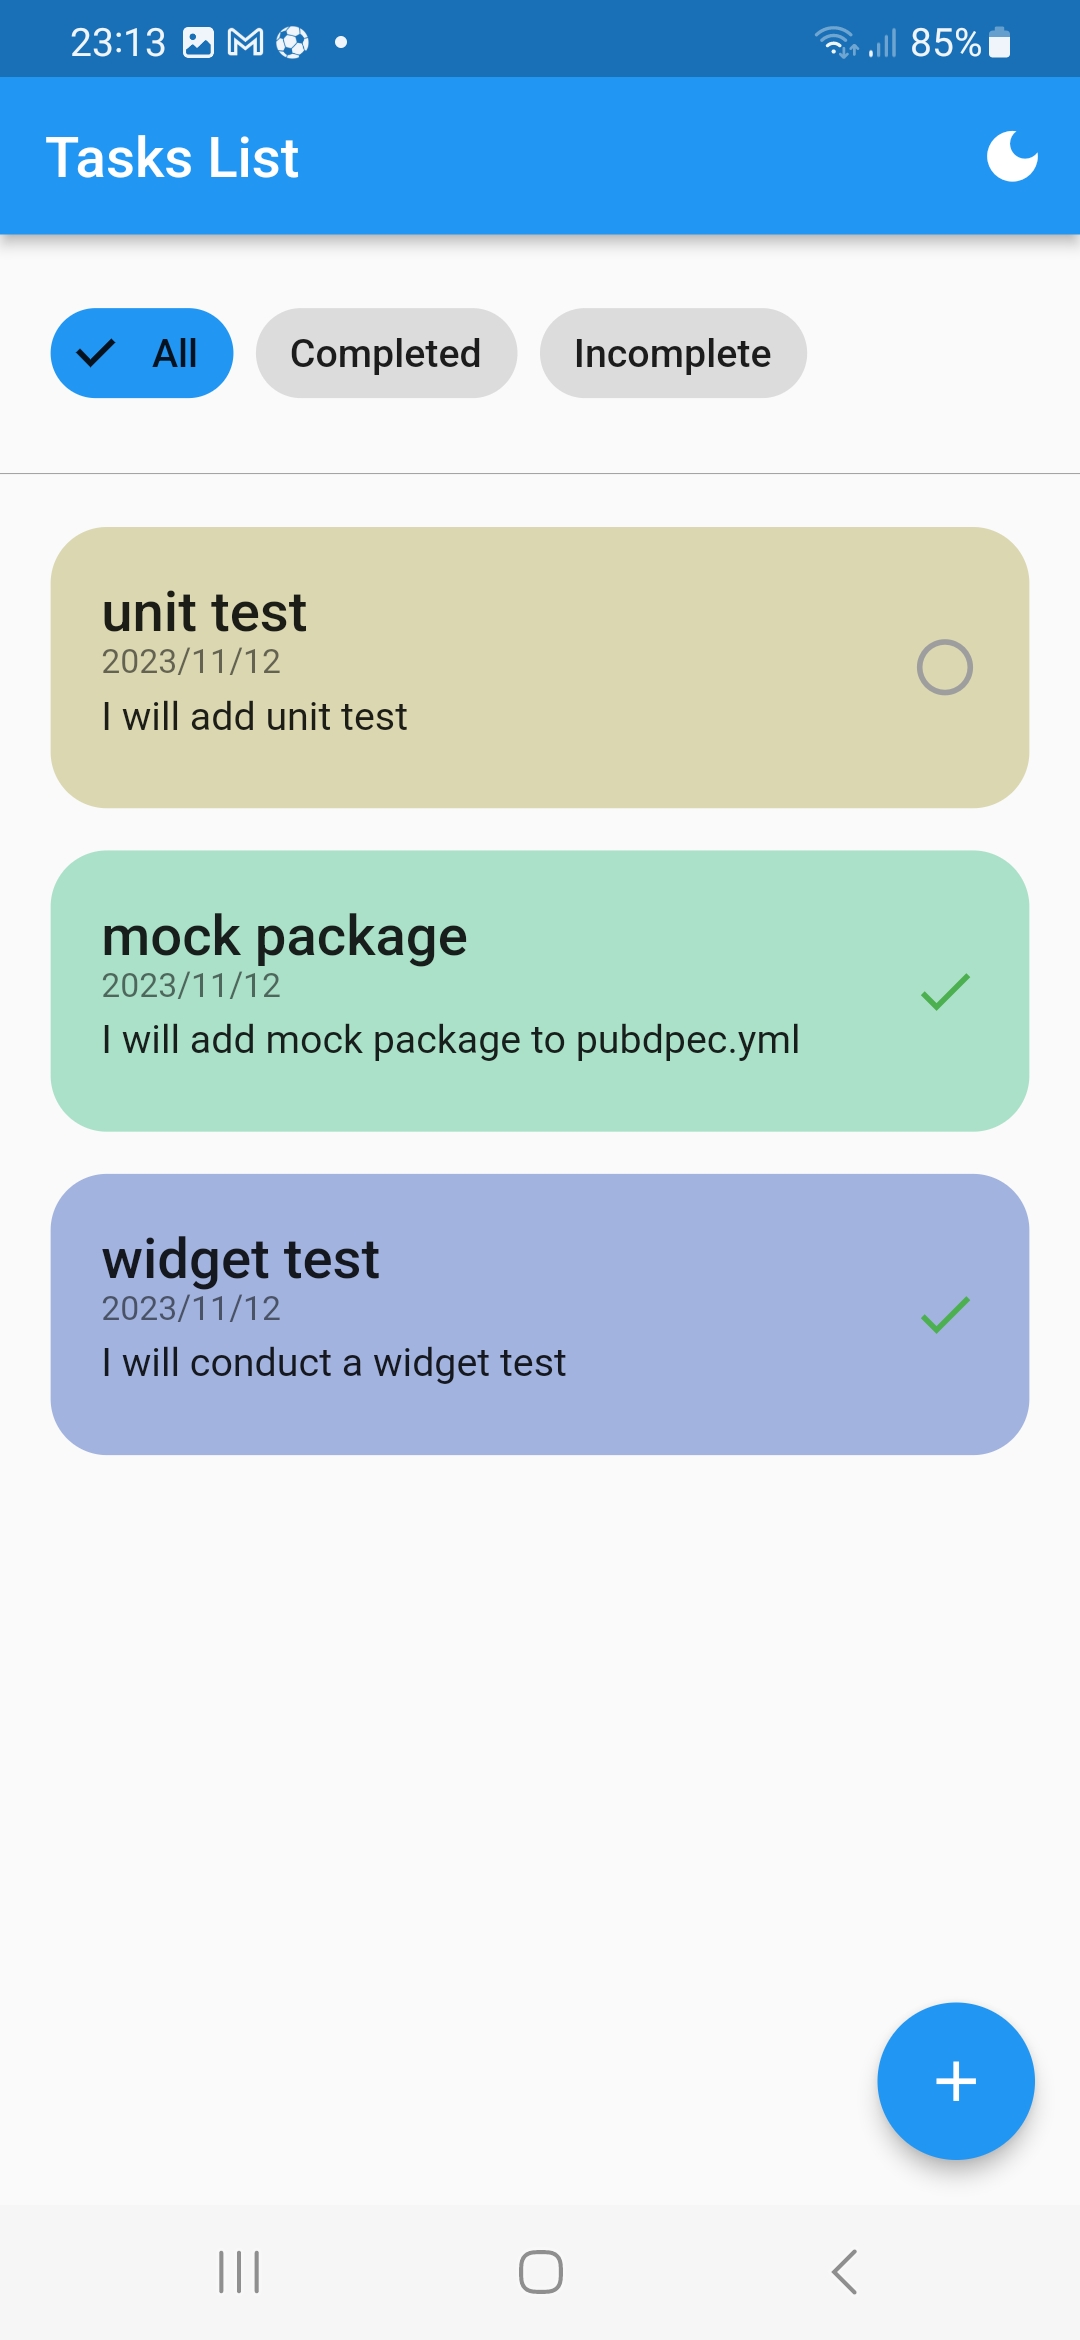 23:13 85%
Tasks List
All Completed Incomplete
unit test
2023/11/12
I will add unit test
mock package
2023/11/12
I will add mock package to pubdpec.yml
widget test
2023/11/12
I will conduct a widget test